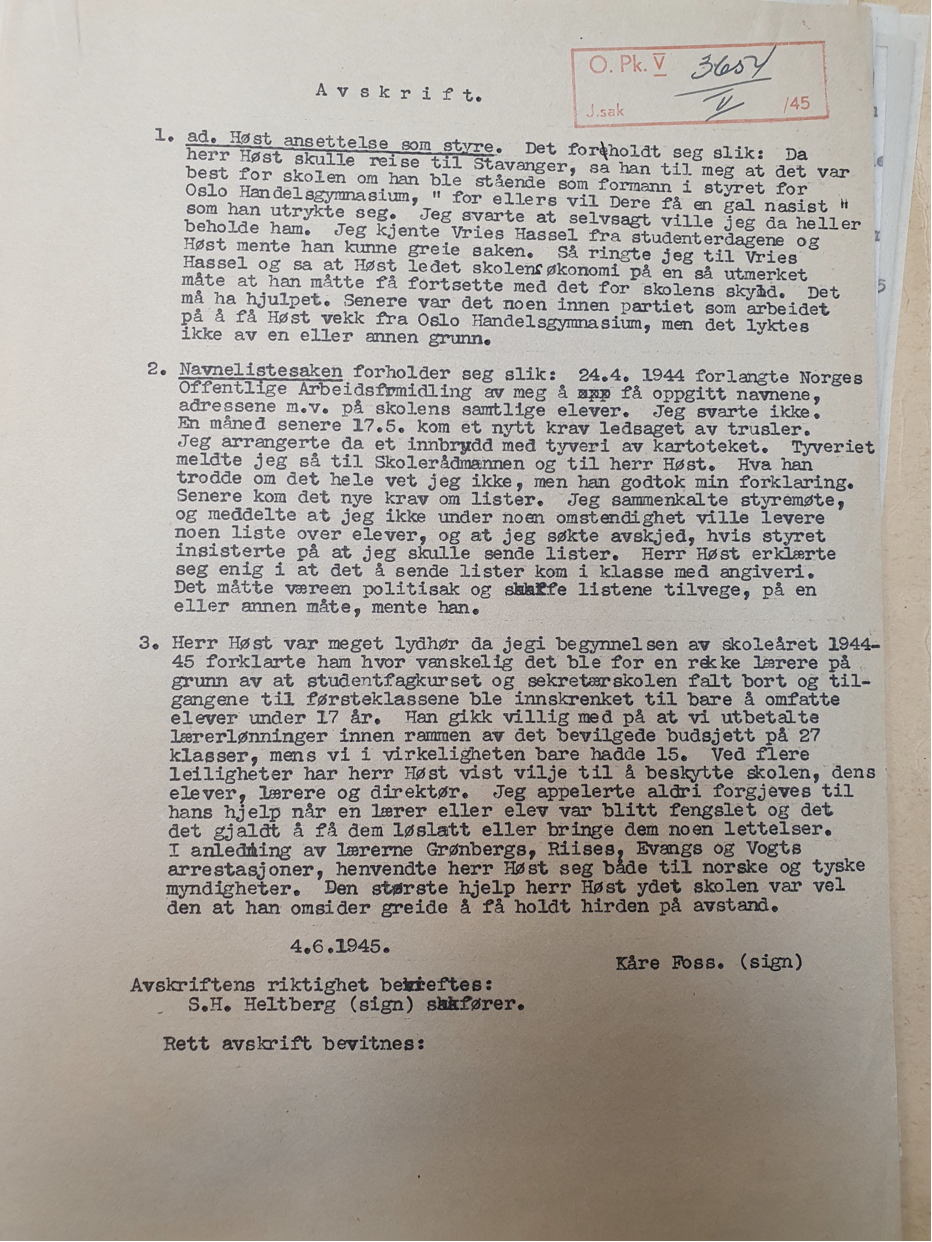 O. Pk. V 3654
II
J.sak /45
A v s k r i f t.
1. ad. Høst ansettelse som styre. Det forholdt seg slik: Da
herr Høst skulle reise til Stavanger, sa han til meg at det var
best for skolen om han ble stående som formann i styret for
Oslo Handelsgymnasium, " for ellers vil Dere få en gal nasist "
som han utrykte seg. Jeg svarte at selvsagt ville jeg da heller
beholde ham. Jeg kjente Vries Hassel fra studenterdagene og
Høst mente han kunne greie saken. Så ringte jeg til Vries
Hassel og sa at Høst ledet skolens økonomi på en så utmerket
måte at han måtte få fortsette med det for skolens skyld. Det
må ha hjulpet. Senere var det noen innen partiet som arbeidet
på å få Høst vekk fra Oslo Handelsgymnasium, men det lyktes
ikke av en eller annen grunn.
2. Navnelistesaken forholder seg slik: 24.4. 1944 forlangte Norges
Offentlige Arbeidsfrmidling av meg å opp få oppgitt navnene,
adressene m.v. på skolens samtlige elever. Jeg svarte ikke.
En måned senere 17.5. kom et nytt krav ledsaget av trusler.
Jeg arrangerte da et innbrudd med tyveri av kartoteket. Tyveriet
meldte jeg så til Skolerådmannen og til herr Høst. Hva han
trodde om det hele vet jeg ikke, men han godtok min forklaring.
Senere kom det nye krav om lister. Jeg sammenkalte styremøte,
og meddelte at jeg ikke under noen omstendighet ville levere
noen liste over elever, og at jeg søkte avskjed, hvis styret
insisterte på at jeg skulle sende lister. Herr Høst erklærte
seg enig i at det å sende lister kom i klasse med angiveri.
Det måtte væreen politisak og skaffe listene tilvege, på en
eller annen måte, mente han.
3. Herr Høst var meget lydhør da jegi begynnelsen av skoleåret 1944-
45 forklarte ham hvor vanskelig det ble for en rekke lærere på
grunn av at studentfagkurset og sekretærskolen falt bort og til-
gangene til førsteklassene ble innskrenket til bare å omfatte
elever under 17 år. Han gikk villig med på at vi utbetalte
lærerlønninger innen rammen av det bevilgede budsjett på 27
klasser, mens vi i virkeligheten bare hadde 15. Ved flere
leiligheter har herr Høst vist vilje til å beskytte skolen, dens
elever, lærere og direktør. Jeg appelerte aldri forgjeves til
hans hjelp når en lærer eller elev var blitt fengslet og det
det gjaldt å få dem løslatt eller bringe dem noen lettelser.
I anledning av lærerne Grønbergs, Riises, Evangs og Vogts
arrestasjoner, henvendte herr Høst seg både til norske og tyske
myndigheter. Den største hjelp herr Høst ydet skolen var vel
den at han omsider greide å få holdt hirden på avstand.
4.6.1945.
Kåre Foss. (sign)
Avskriftens riktighet bekreftes:
S.H. Heltberg (sign) sakfører.
Rett avskrift bevitnes: